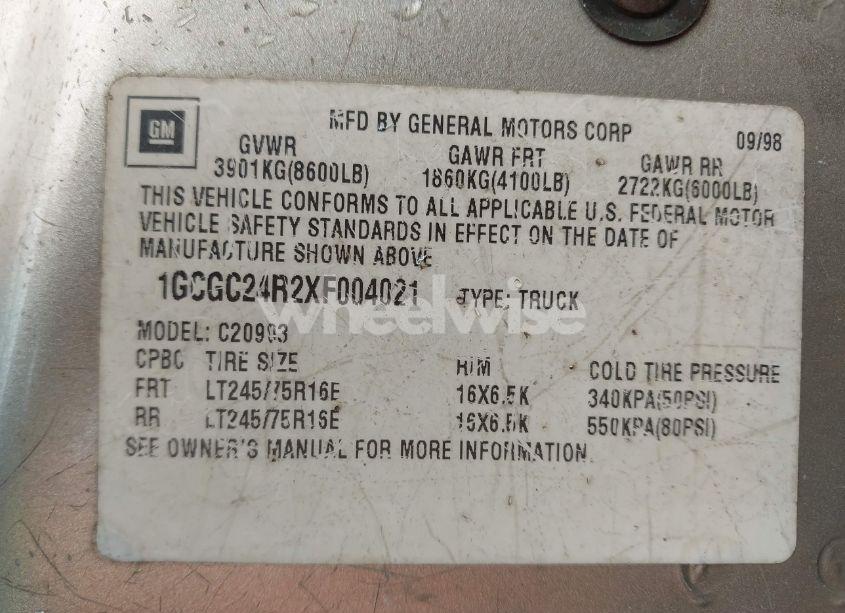 GM
MFD BY GENERAL MOTORS CORP 09/98
GVWR GAWR FRT GAWR RR
3901KG(8600LB) 1860KG(4100LB) 2722KG(6000LB)
THIS VEHICLE CONFORMS TO ALL APPLICABLE U.S. FEDERAL MOTOR
VEHICLE SAFETY STANDARDS IN EFFECT ON THE DATE OF
MANUFACTURE SHOWN ABOVE
1GCGC24R2XF004021 TYPE: TRUCK
wheelwise
MODEL: C20903
CPBC TIRE SIZE RIM COLD TIRE PRESSURE
FRT LT245/75R16E 16X6.5K 340KPA(50PSI)
RR LT245/75R16E 16X6.5K 550KPA(80PSI)
SEE OWNER'S MANUAL FOR MORE INFORMATION.